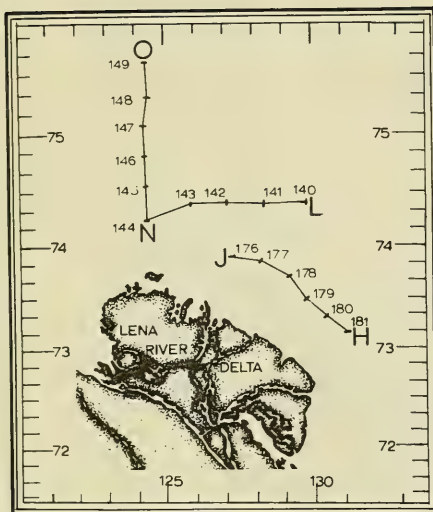 O
149
148
75 147 75
146
145
143 142 141 140 L
144 N
74 J 176 177 74
178
179
180
181
H
LENA
RIVER
73 DELTA 73
72 72
125 130